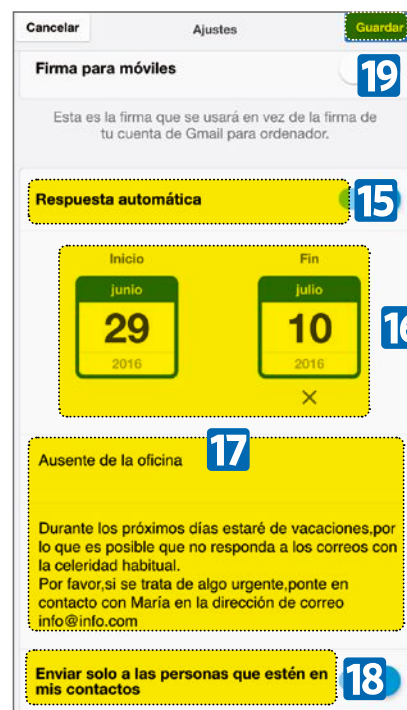 Cancelar
Ajustes
Guardar
Firma para móviles
19
Esta es la firma que se usará en vez de la firma de
tu cuenta de Gmail para ordenador.
Respuesta automática
15
Inicio
Fin
junio
julio
29
10
16
2016
2016
×
Ausente de la oficina
17
Durante los próximos días estaré de vacaciones,por
lo que es posible que no responda a los correos con
la celeridad habitual.
Por favor,si se trata de algo urgente,ponte en
contacto con María en la dirección de correo
info@info.com
Enviar solo a las personas que estén en
mis contactos
18